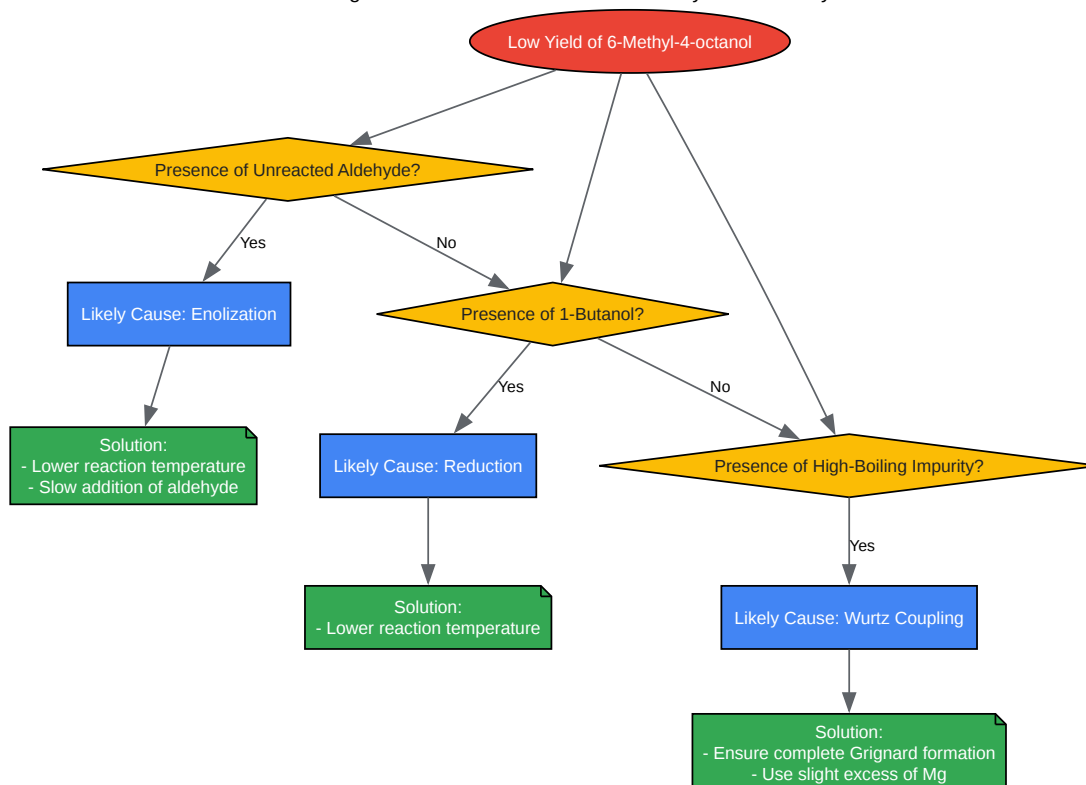 Low Yield of 6-Methyl-4-octanol
Presence of Unreacted Aldehyde?
Yes
No
Likely Cause: Enolization
Presence of 1-Butanol?
Yes
No
Solution:
- Lower reaction temperature
- Slow addition of aldehyde
Likely Cause: Reduction
Presence of High-Boiling Impurity?
Yes
Solution:
- Lower reaction temperature
Likely Cause: Wurtz Coupling
Solution:
- Ensure complete Grignard formation
- Use slight excess of Mg